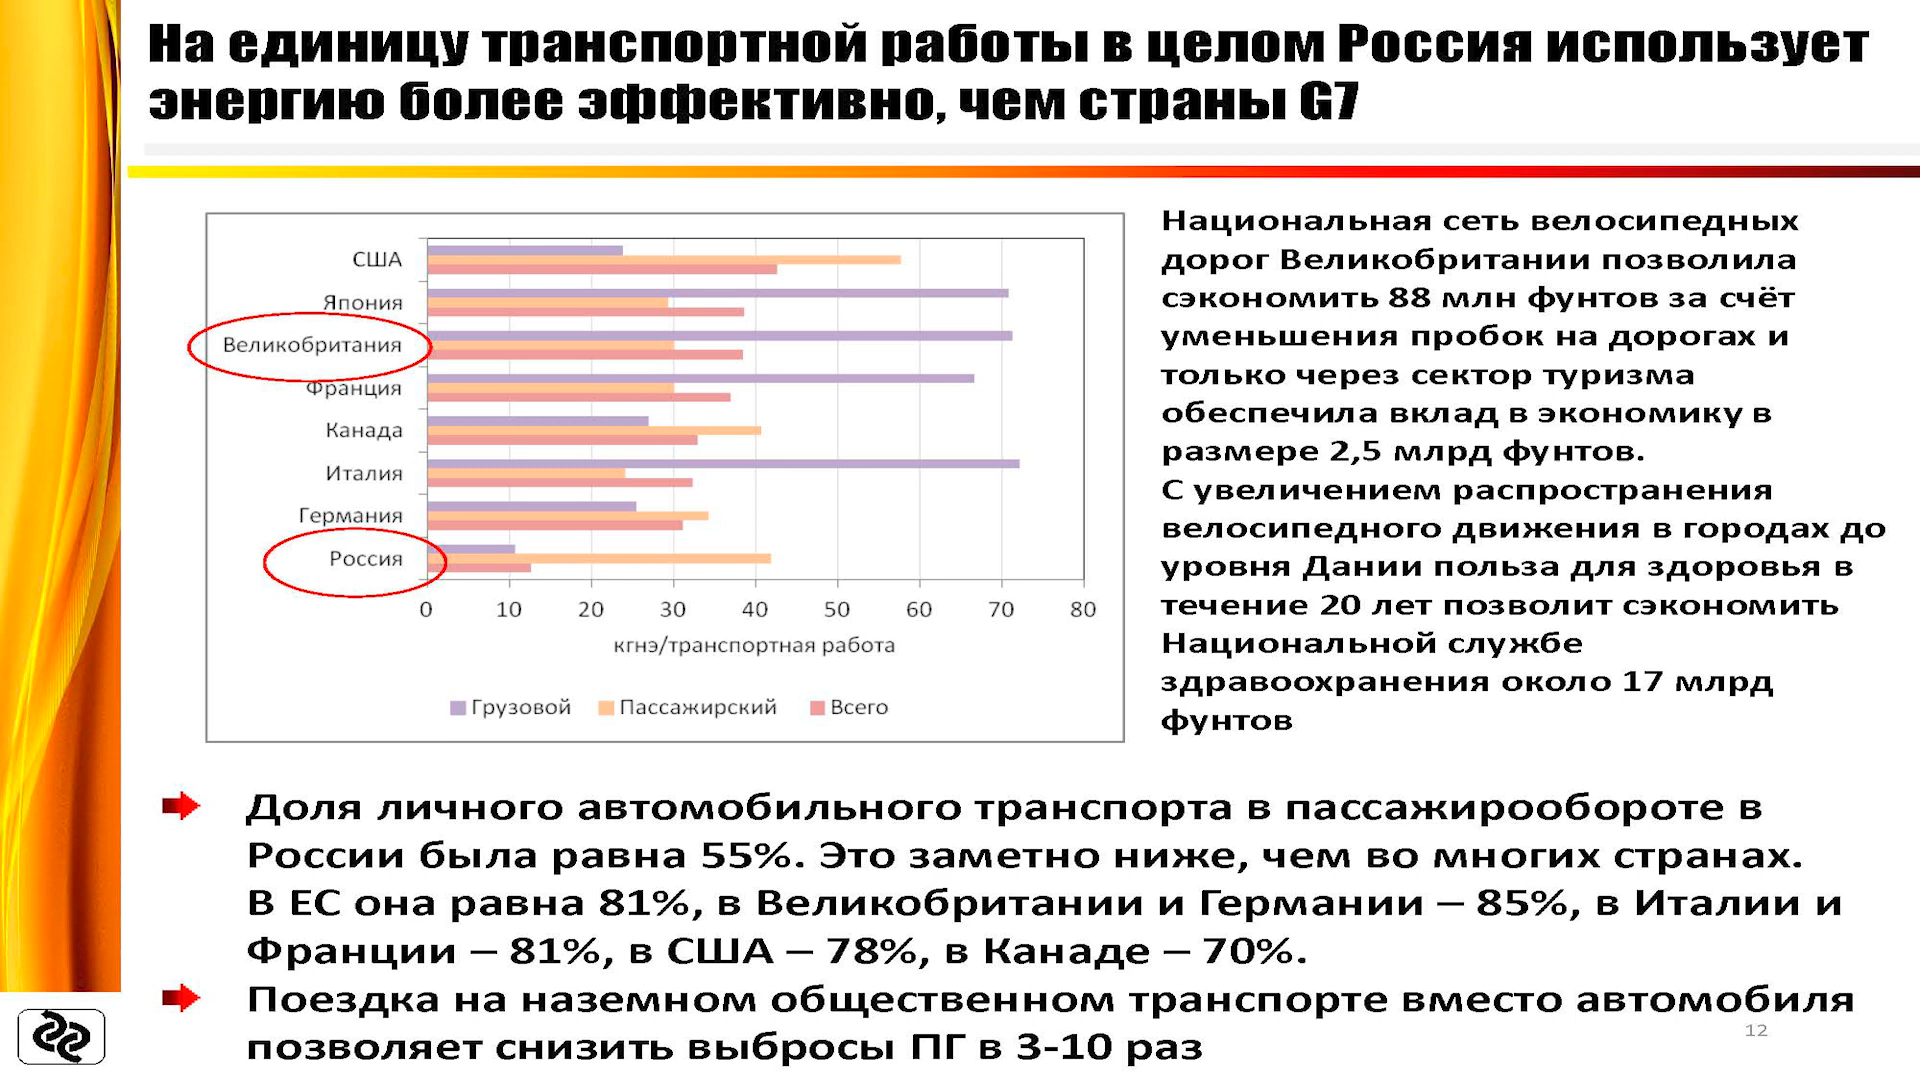 На единицу транспортной работы в целом Россия использует
энергию более эффективно, чем страны G7
США
Япония
Великобритания
Франция
Канада
Италия
Германия
Россия
0 10 20 30 40 50 60 70 80
кгнэ/транспортная работа
Грузовой Пассажирский Всего
Национальная сеть велосипедных
дорог Великобритании позволила
сэкономить 88 млн фунтов за счёт
уменьшения пробок на дорогах и
только через сектор туризма
обеспечила вклад в экономику в
размере 2,5 млрд фунтов.
С увеличением распространения
велосипедного движения в городах до
уровня Дании польза для здоровья в
течение 20 лет позволит сэкономить
Национальной службе
здравоохранения около 17 млрд
фунтов
Доля личного автомобильного транспорта в пассажирообороте в
России была равна 55%. Это заметно ниже, чем во многих странах.
В ЕС она равна 81%, в Великобритании и Германии – 85%, в Италии и
Франции – 81%, в США – 78%, в Канаде – 70%.
Поездка на наземном общественном транспорте вместо автомобиля
позволяет снизить выбросы ПГ в 3-10 раз
12